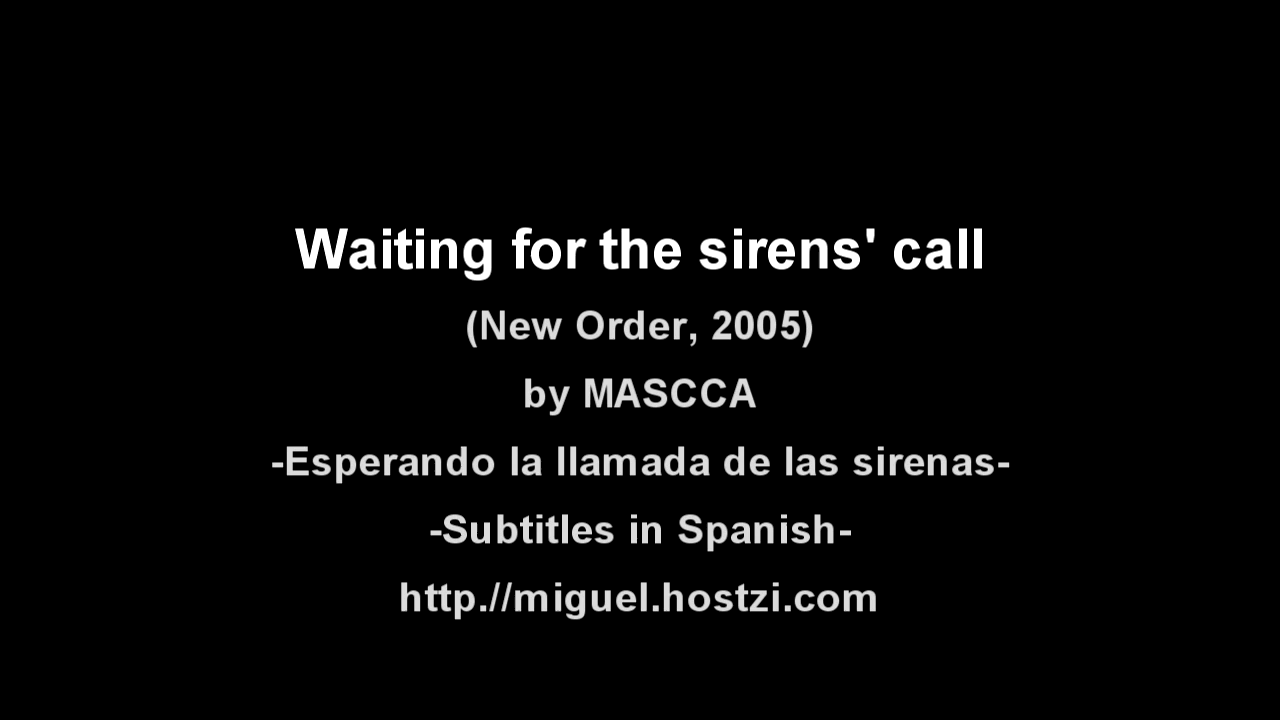 Waiting for the sirens' call
(New Order, 2005)
by MASCCA
-Esperando la llamada de las sirenas-
-Subtitles in Spanish-
http.//miguel.hostzi.com